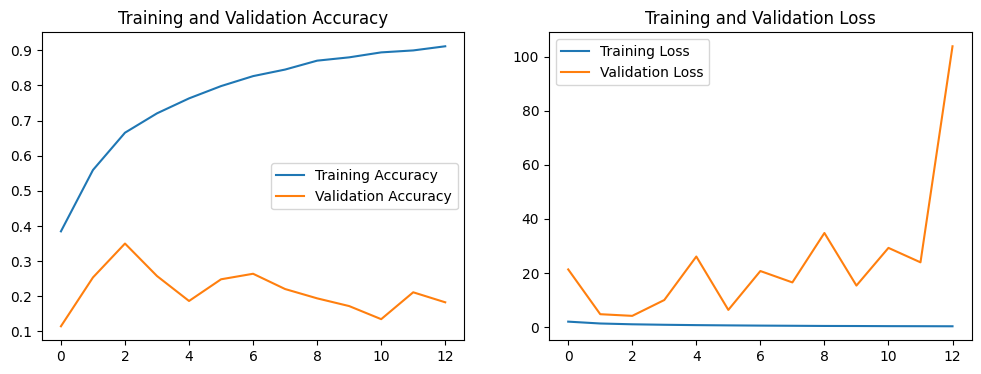 Training and Validation Accuracy
0.9
0.8
0.7
0.6
0.5
0.4
0.3
0.2
0.1
0 2 4 6 8 10 12
Training Accuracy
Validation Accuracy
Training and Validation Loss
Training Loss
Validation Loss
100
80
60
40
20
0
0 2 4 6 8 10 12